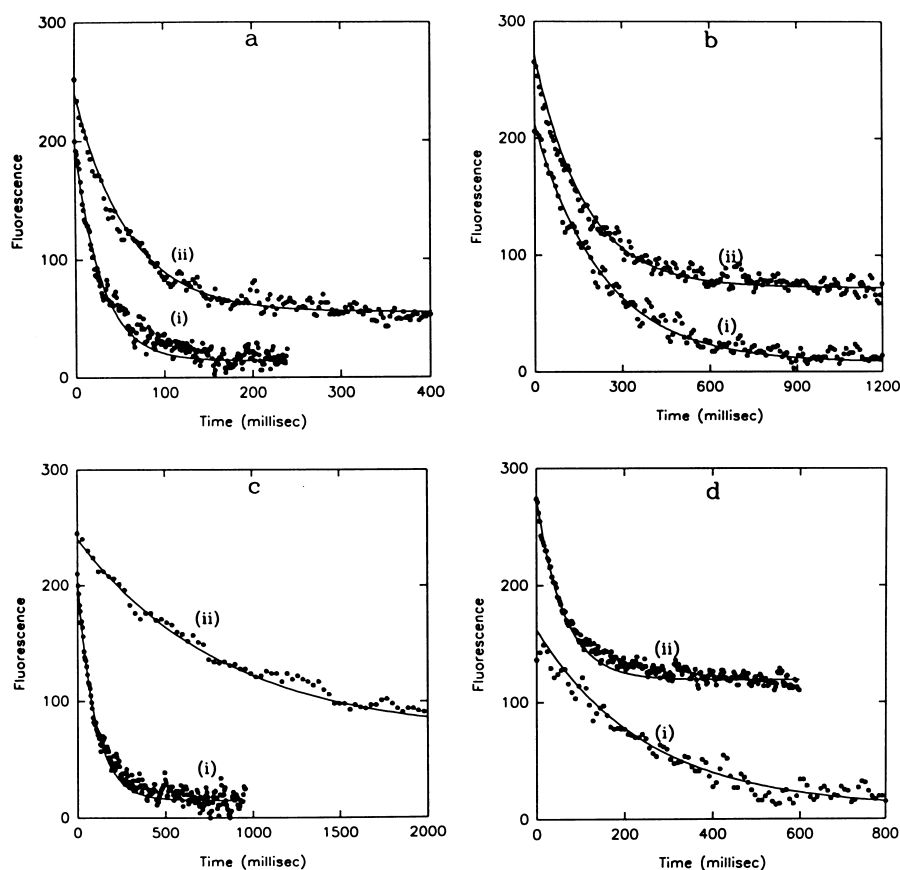 a
300
200
100
0
Fluorescence
(ii)
(i)
0 100 200 300 400
Time (millisec)
b
300
200
100
0
Fluorescence
(ii)
(i)
0 300 600 900 1200
Time (millisec)
c
300
200
100
0
Fluorescence
(ii)
(i)
0 500 1000 1500 2000
Time (millisec)
d
300
200
100
0
Fluorescence
(ii)
(i)
0 200 400 600 800
Time (millisec)